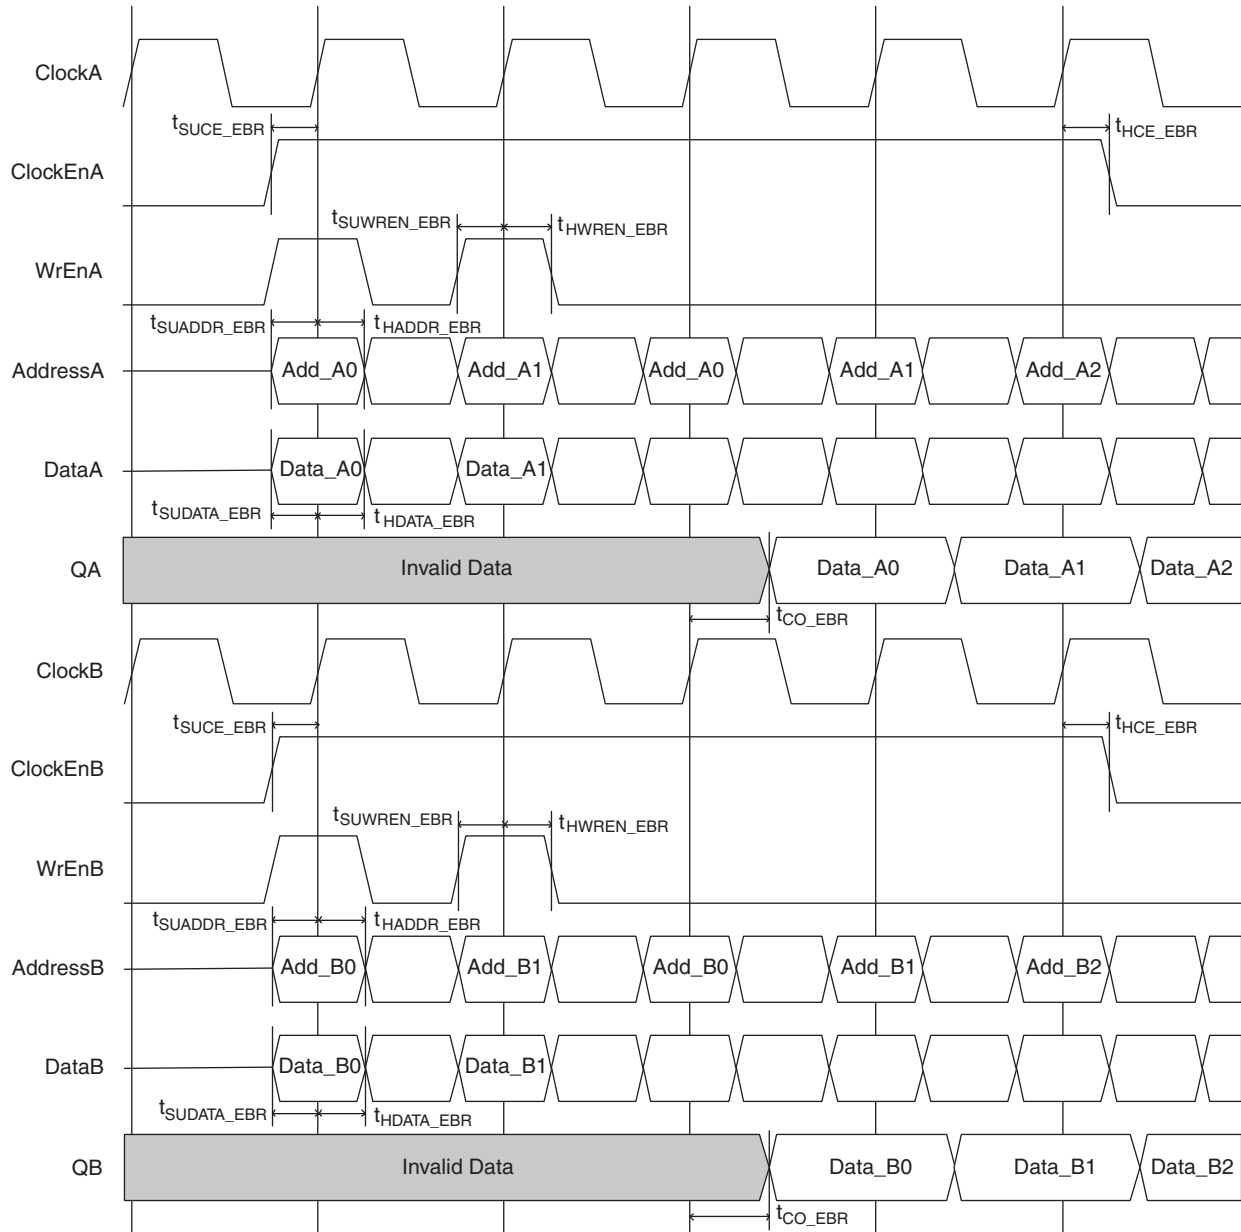 ClockA
tSUCE_EBR
tHCE_EBR
ClockEnA
tSUWREN_EBR
tHWREN_EBR
WrEnA
tSUADDR_EBR
tHADDR_EBR
AddressA
Add_A0
Add_A1
Add_A0
Add_A1
Add_A2
DataA
Data_A0
Data_A1
tSUDATA_EBR
tHDATA_EBR
QA
Invalid Data
Data_A0
Data_A1
Data_A2
tCO_EBR
ClockB
tSUCE_EBR
tHCE_EBR
ClockEnB
tSUWREN_EBR
tHWREN_EBR
WrEnB
tSUADDR_EBR
tHADDR_EBR
AddressB
Add_B0
Add_B1
Add_B0
Add_B1
Add_B2
DataB
Data_B0
Data_B1
tSUDATA_EBR
tHDATA_EBR
QB
Invalid Data
Data_B0
Data_B1
Data_B2
tCO_EBR